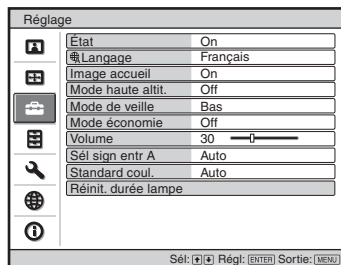 Réglage
État On
Langage Français
Image accueil On
Mode haute altit. Off
Mode de veille Bas
Mode économie Off
Volume 30
Sél sign entr A Auto
Standard coul. Auto
Réinit. durée lampe
Sél: Régl: ENTER Sortie: MENU